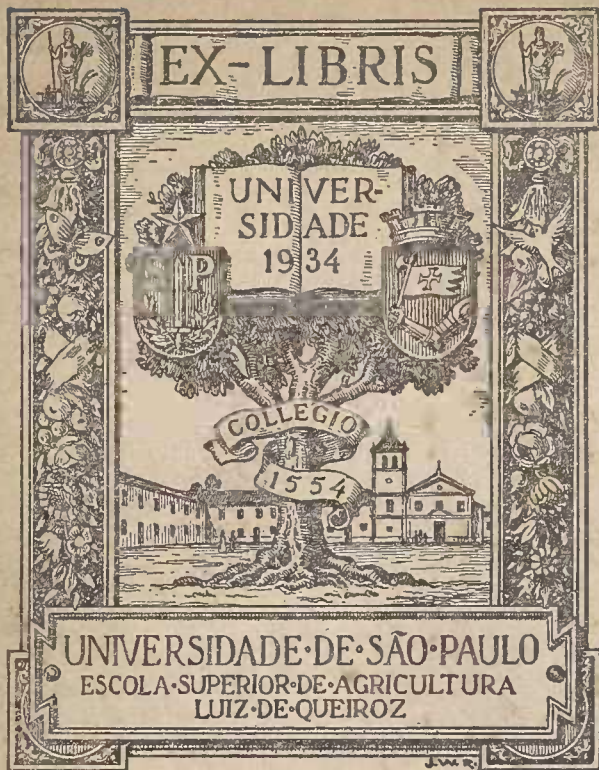 EX-LIBRIS
UNIVER-
SIDADE
1934
S P
COLLEGIO
1554
UNIVERSIDADE·DE·SÃO·PAULO
ESCOLA·SUPERIOR·DE·AGRICULTURA
LUIZ·DE·QUEIROZ
J.W.R.